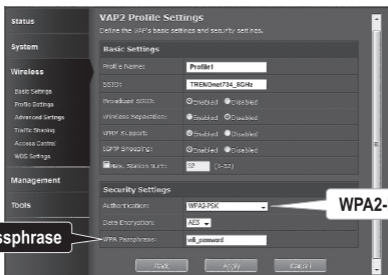 Status
System
Wireless
Basic Settings
Profile Settings
Advanced Settings
Traffic Shaping
Access Control
WDS Settings
Management
Tools
VAP2 Profile Settings
Define the VAP's basic settings and security settings.
Basic Settings
Profile Name: Profile1
SSID: TRENDnet734_5GHz
Broadcast SSID: Enabled Disabled
Wireless Separation: Enabled Disabled
WMM Support: Enabled Disabled
IGMP Snooping: Enabled Disabled
Max. Station Num: 32 (0-32)
Security Settings
Authentication: WPA2-PSK
WPA2-
Data Encryption: AES
ssphrase
WPA Passphrase: wifi_password
Back Apply Cancel